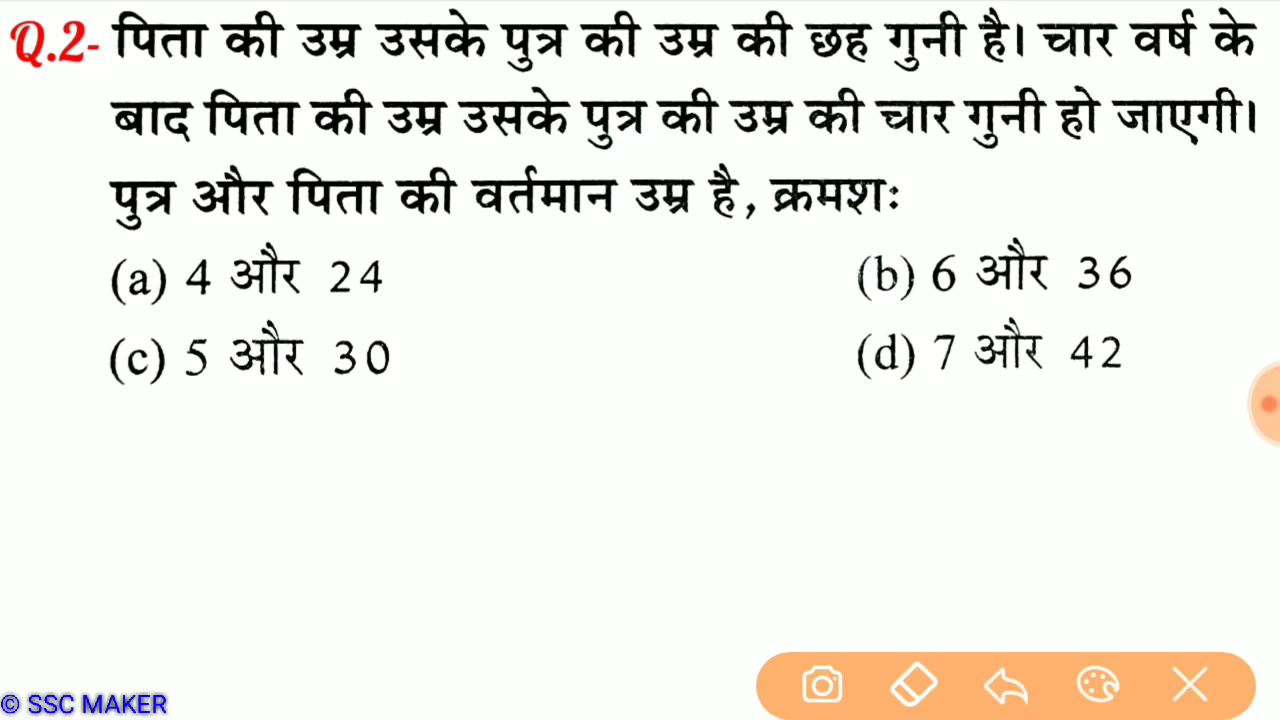 Q.2- पिता की उम्र उसके पुत्र की उम्र की छह गुनी है। चार वर्ष के
बाद पिता की उम्र उसके पुत्र की उम्र की चार गुनी हो जाएगी।
पुत्र और पिता की वर्तमान उम्र है, क्रमशः
(a) 4 और 24 (b) 6 और 36
(c) 5 और 30 (d) 7 और 42
© SSC MAKER